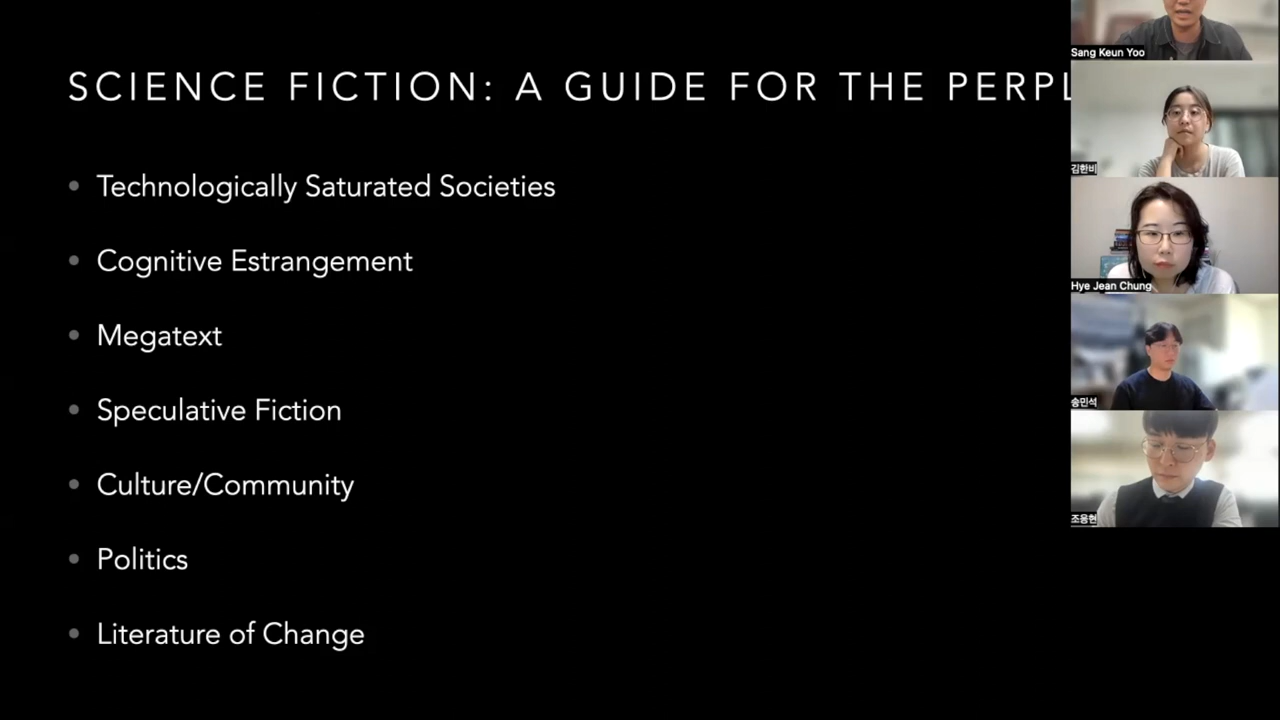 SCIENCE FICTION: A GUIDE FOR THE PERPL
Technologically Saturated Societies
Cognitive Estrangement
Megatext
Speculative Fiction
Culture/Community
Politics
Literature of Change
Sang Keun Yoo
김한비
Hye Jean Chung
송민석
조응현